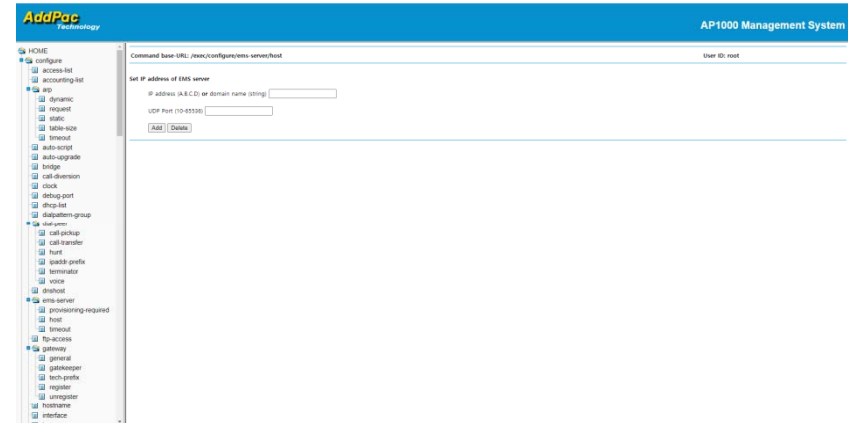 AddPac
Technology
AP1000 Management System
HOME
configure
access-list
accounting-list
arp
dynamic
request
static
table-size
timeout
auto-script
auto-upgrade
bridge
call-diversion
clock
debug-port
dhcp-list
dialpattern-group
dial-peer
call-pickup
call-transfer
hunt
ipaddr-prefix
terminator
voice
dnshost
ems-server
provisioning-required
host
timeout
ftp-access
gateway
general
gatekeeper
tech-prefix
register
unregister
hostname
interface
Command base-URL: /exec/configure/ems-server/host
User ID: root
Set IP address of EMS server
IP address (A.B.C.D) or domain name (string)
UDP Port (10-65536)
Add Delete